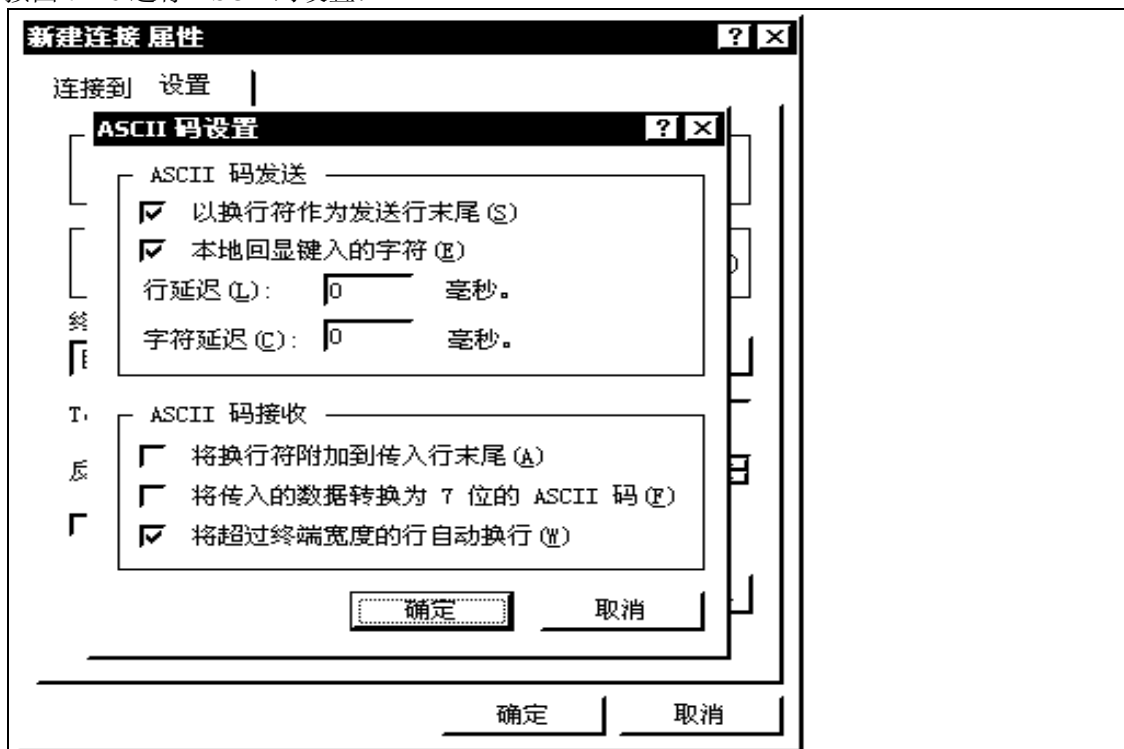 新建连接 属性
连接到 设置
ASCII 码设置
ASCII 码发送
以换行符作为发送行末尾(S)
本地回显键入的字符(E)
行延迟(L): 0 毫秒。
字符延迟(C): 0 毫秒。
ASCII 码接收
将换行符附加到传入行末尾(A)
将传入的数据转换为 7 位的 ASCII 码(F)
将超过终端宽度的行自动换行(W)
确定 取消
确定 取消